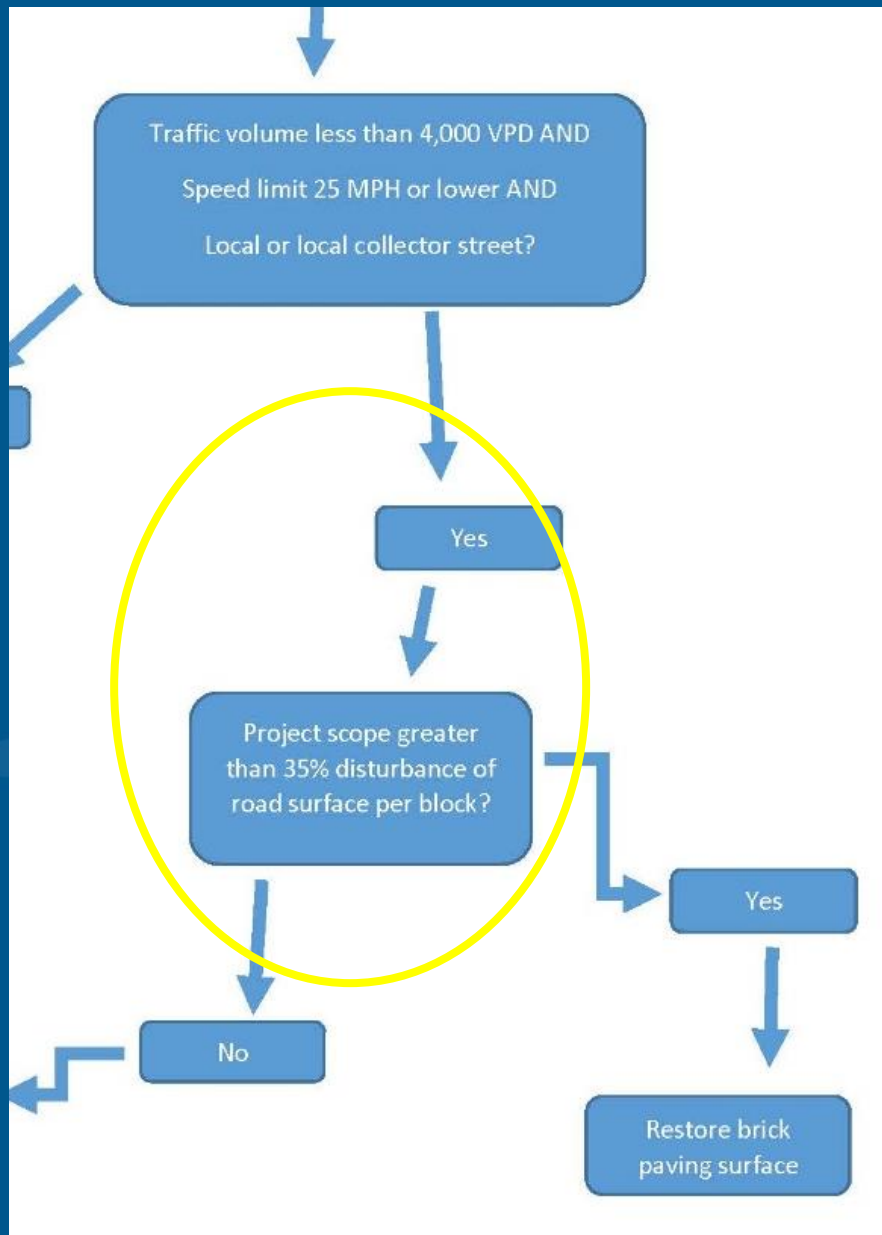 Traffic volume less than 4,000 VPD AND
Speed limit 25 MPH or lower AND
Local or local collector street?
Yes
Project scope greater
than 35% disturbance of
road surface per block?
Yes
No
Restore brick
paving surface